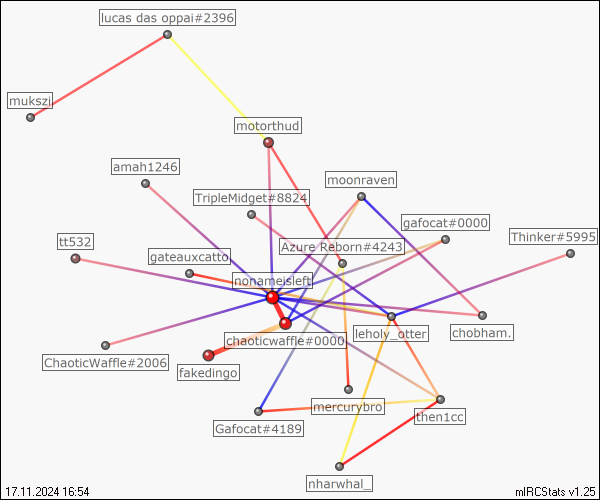 lucas das oppai#2396
mukszi
motorthud
amah1246
moonraven
TripleMidget#8824
gafocat#0000
Thinker#5995
tt532
Azure Reborn#4243
gateauxcatto
nonameisleft
chaoticwaffle#0000
leholy_otter
chobham.
ChaoticWaffle#2006
fakedingo
mercurybro
then1cc
Gafocat#4189
nharwhal_
17.11.2024 16:54
mIRCStats v1.25